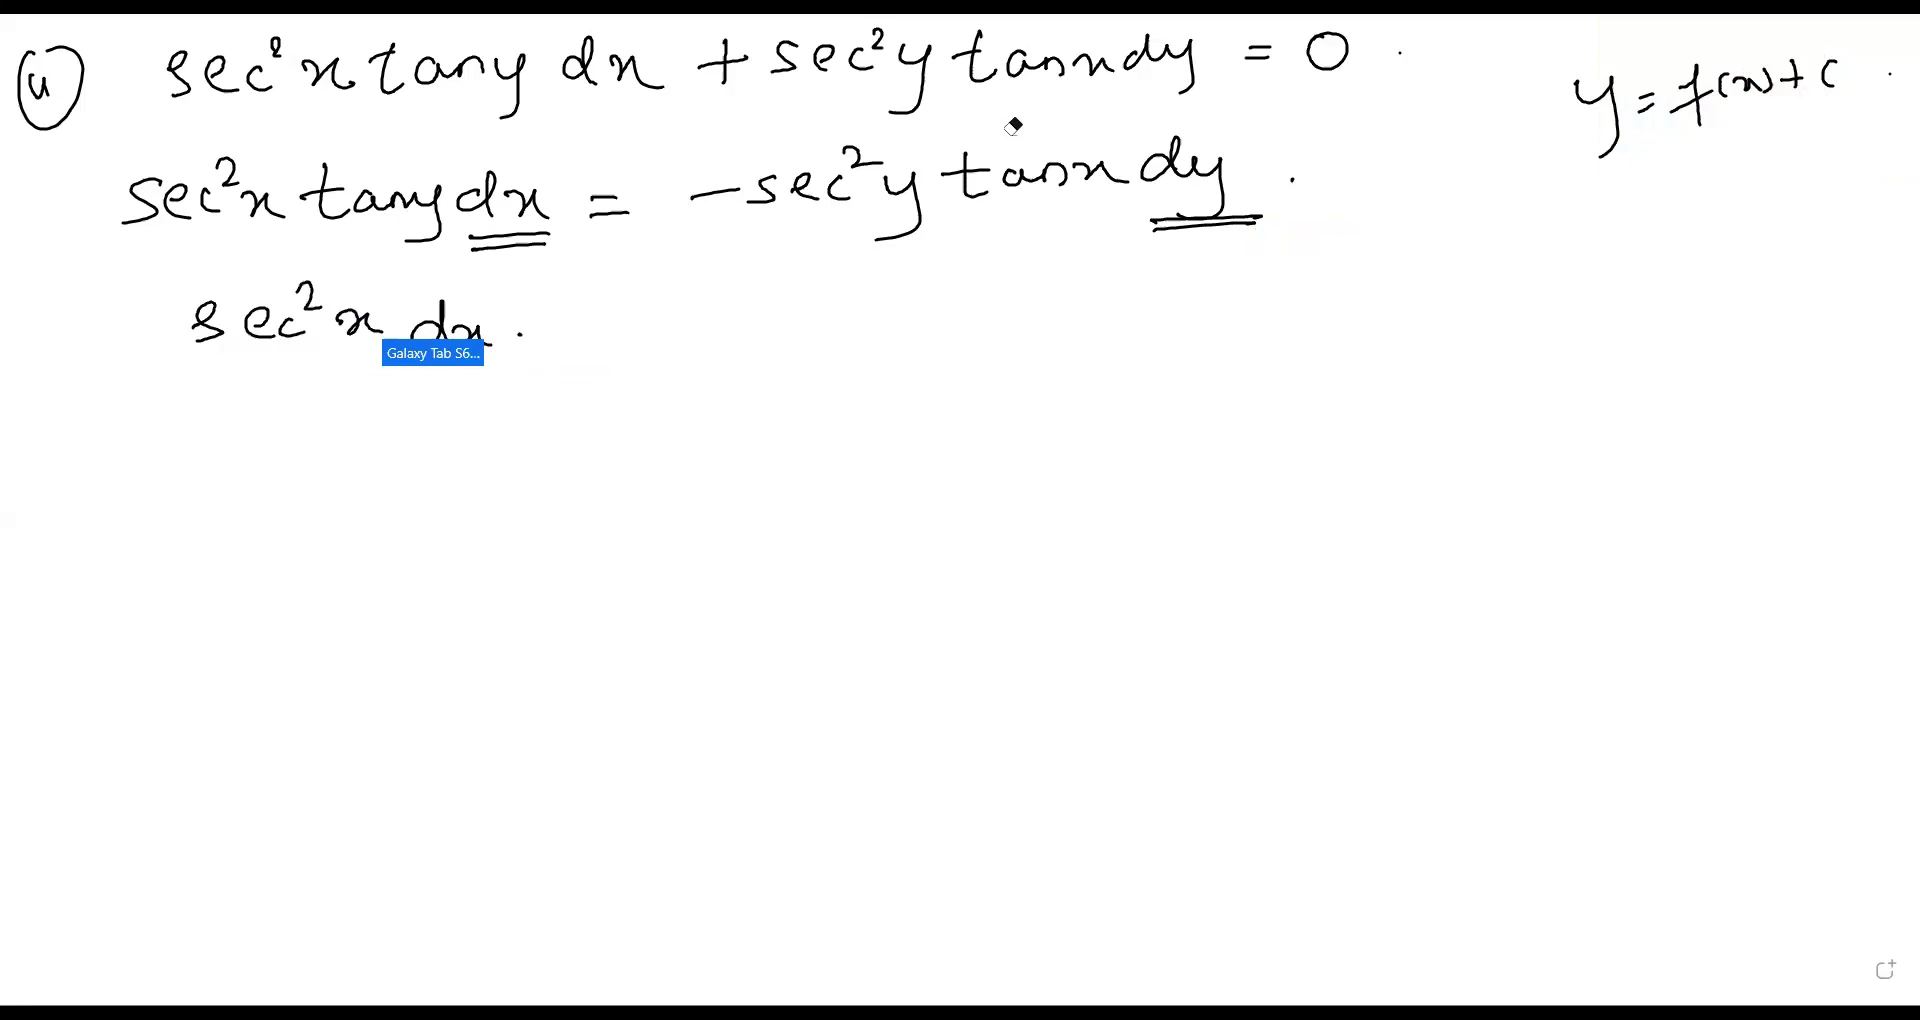 (ii) sec²x tany dx + sec²y tanx dy = 0 .
y = f(x) + c .
sec²x tany dx = -sec²y tanx dy .
sec²x dx .
Galaxy Tab S6...